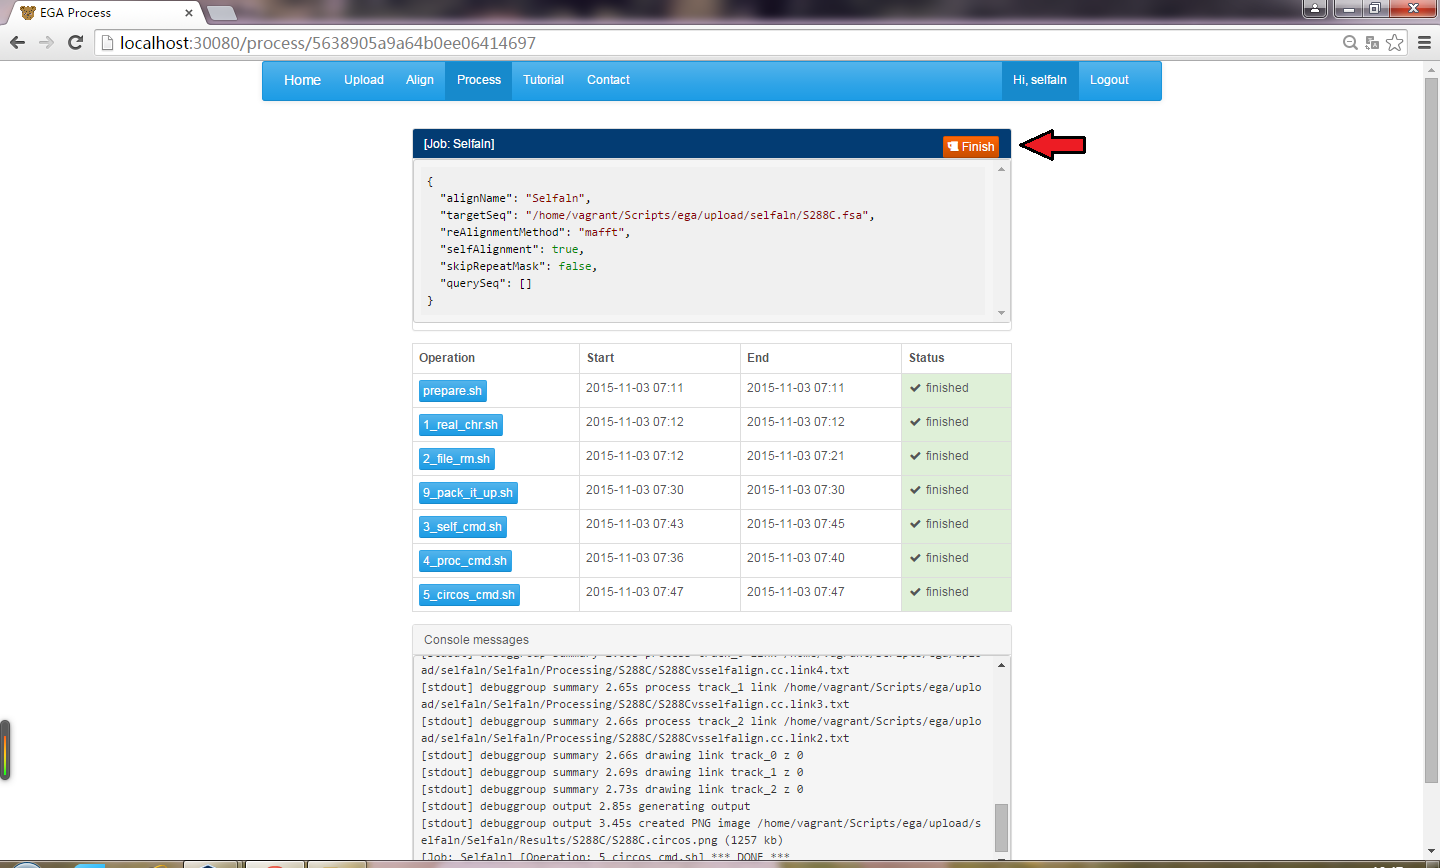 EGA Process
localhost:30080/process/5638905a9a64b0ee06414697
Home Upload Align Process Tutorial Contact Hi, selfaln Logout
[Job: Selfaln] Finish
{
"alignName": "Selfaln",
"targetSeq": "/home/vagrant/Scripts/ega/upload/selfaln/S288C.fsa",
"reAlignmentMethod": "mafft",
"selfAlignment": true,
"skipRepeatMask": false,
"querySeq": []
}
Operation Start End Status
prepare.sh 2015-11-03 07:11 2015-11-03 07:11 finished
1_real_chr.sh 2015-11-03 07:12 2015-11-03 07:12 finished
2_file_rm.sh 2015-11-03 07:12 2015-11-03 07:21 finished
9_pack_it_up.sh 2015-11-03 07:30 2015-11-03 07:30 finished
3_self_cmd.sh 2015-11-03 07:43 2015-11-03 07:45 finished
4_proc_cmd.sh 2015-11-03 07:36 2015-11-03 07:40 finished
5_circos_cmd.sh 2015-11-03 07:47 2015-11-03 07:47 finished
Console messages
ad/selfaln/Selfaln/Processing/S288C/S288Cvsselfalign.cc.link4.txt
[stdout] debuggroup summary 2.65s process track_1 link /home/vagrant/Scripts/ega/uplo
ad/selfaln/Selfaln/Processing/S288C/S288Cvsselfalign.cc.link3.txt
[stdout] debuggroup summary 2.66s process track_2 link /home/vagrant/Scripts/ega/uplo
ad/selfaln/Selfaln/Processing/S288C/S288Cvsselfalign.cc.link2.txt
[stdout] debuggroup summary 2.66s drawing link track_0 z 0
[stdout] debuggroup summary 2.69s drawing link track_1 z 0
[stdout] debuggroup summary 2.73s drawing link track_2 z 0
[stdout] debuggroup output 2.85s generating output
[stdout] debuggroup output 3.45s created PNG image /home/vagrant/Scripts/ega/upload/s
elfaln/Selfaln/Results/S288C/S288C.circos.png (1257 kb)
[Job: Selfaln] [Operation: 5_circos_cmd.sh] *** DONE ***